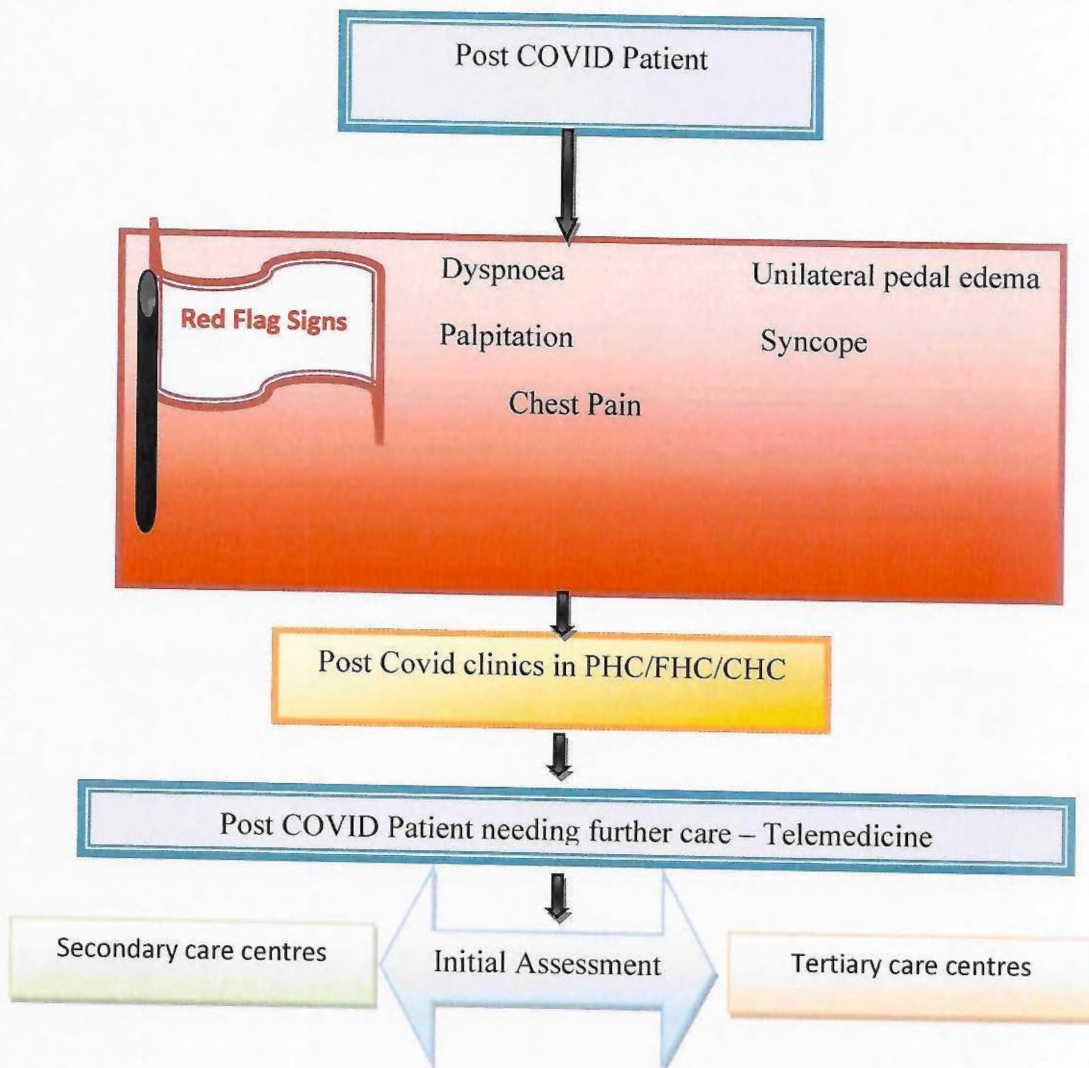 Post COVID Patient
Red Flag Signs
Dyspnoea
Unilateral pedal edema
Palpitation
Syncope
Chest Pain
Post Covid clinics in PHC/FHC/CHC
Post COVID Patient needing further care – Telemedicine
Secondary care centres
Initial Assessment
Tertiary care centres